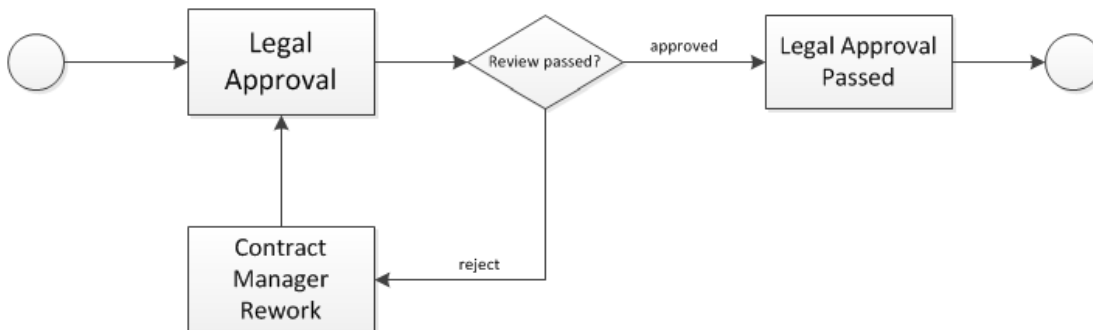 Legal
Approval
Review passed?
approved
Legal Approval
Passed
reject
Contract
Manager
Rework